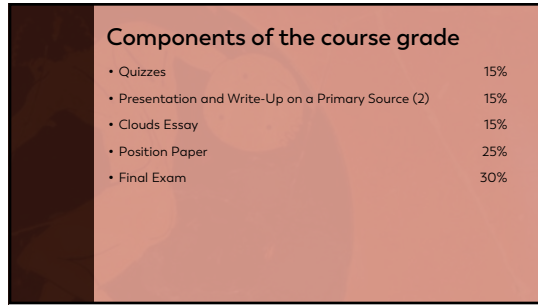 Components of the course grade
• Quizzes 15%
• Presentation and Write-Up on a Primary Source (2) 15%
• Clouds Essay 15%
• Position Paper 25%
• Final Exam 30%